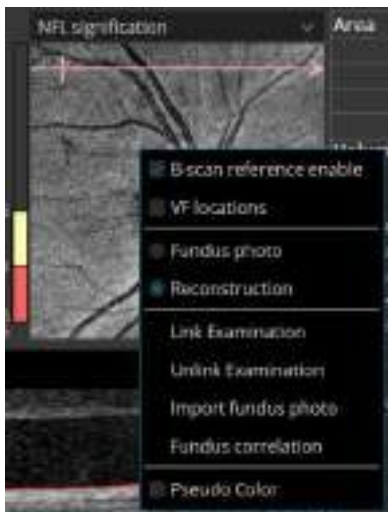 NFL signification
Area
B-scan reference enable
VF locations
Fundus photo
Reconstruction
Link Examination
Unlink Examination
Import fundus photo
Fundus correlation
Pseudo Color